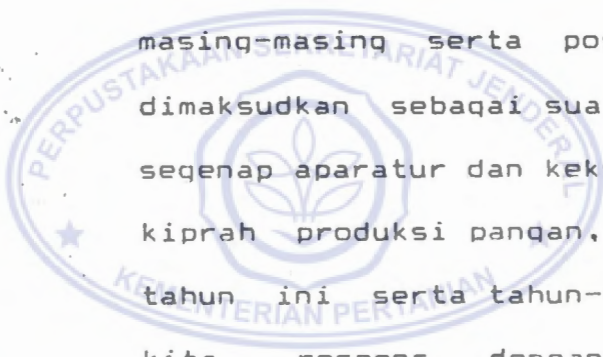 masing-masing serta po
dimaksudkan sebagai sua
segenap aparatur dan kek
kiprah produksi pangan,
tahun ini serta tahun-
PERPUSTAKAAN SEKRETARIAT JENDERAL
KEMENTERIAN PERTANIAN